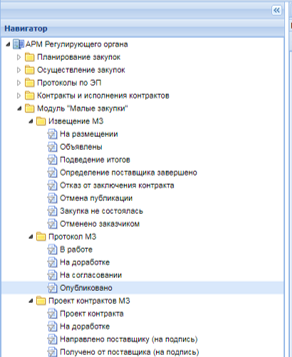 Навигатор
АРМ Регулирующего органа
Планирование закупок
Осуществление закупок
Протоколы по ЭП
Контракты и исполнения контрактов
Модуль "Малые закупки"
Извещение МЗ
На размещении
Объявлены
Подведение итогов
Определение поставщика завершено
Отказ от заключения контракта
Отмена публикации
Закупка не состоялась
Отменено заказчиком
Протокол МЗ
В работе
На доработке
На согласовании
Опубликовано
Проект контрактов МЗ
Проект контракта
На доработке
Направлено поставщику (на подпись)
Получено от поставщика (на подпись)